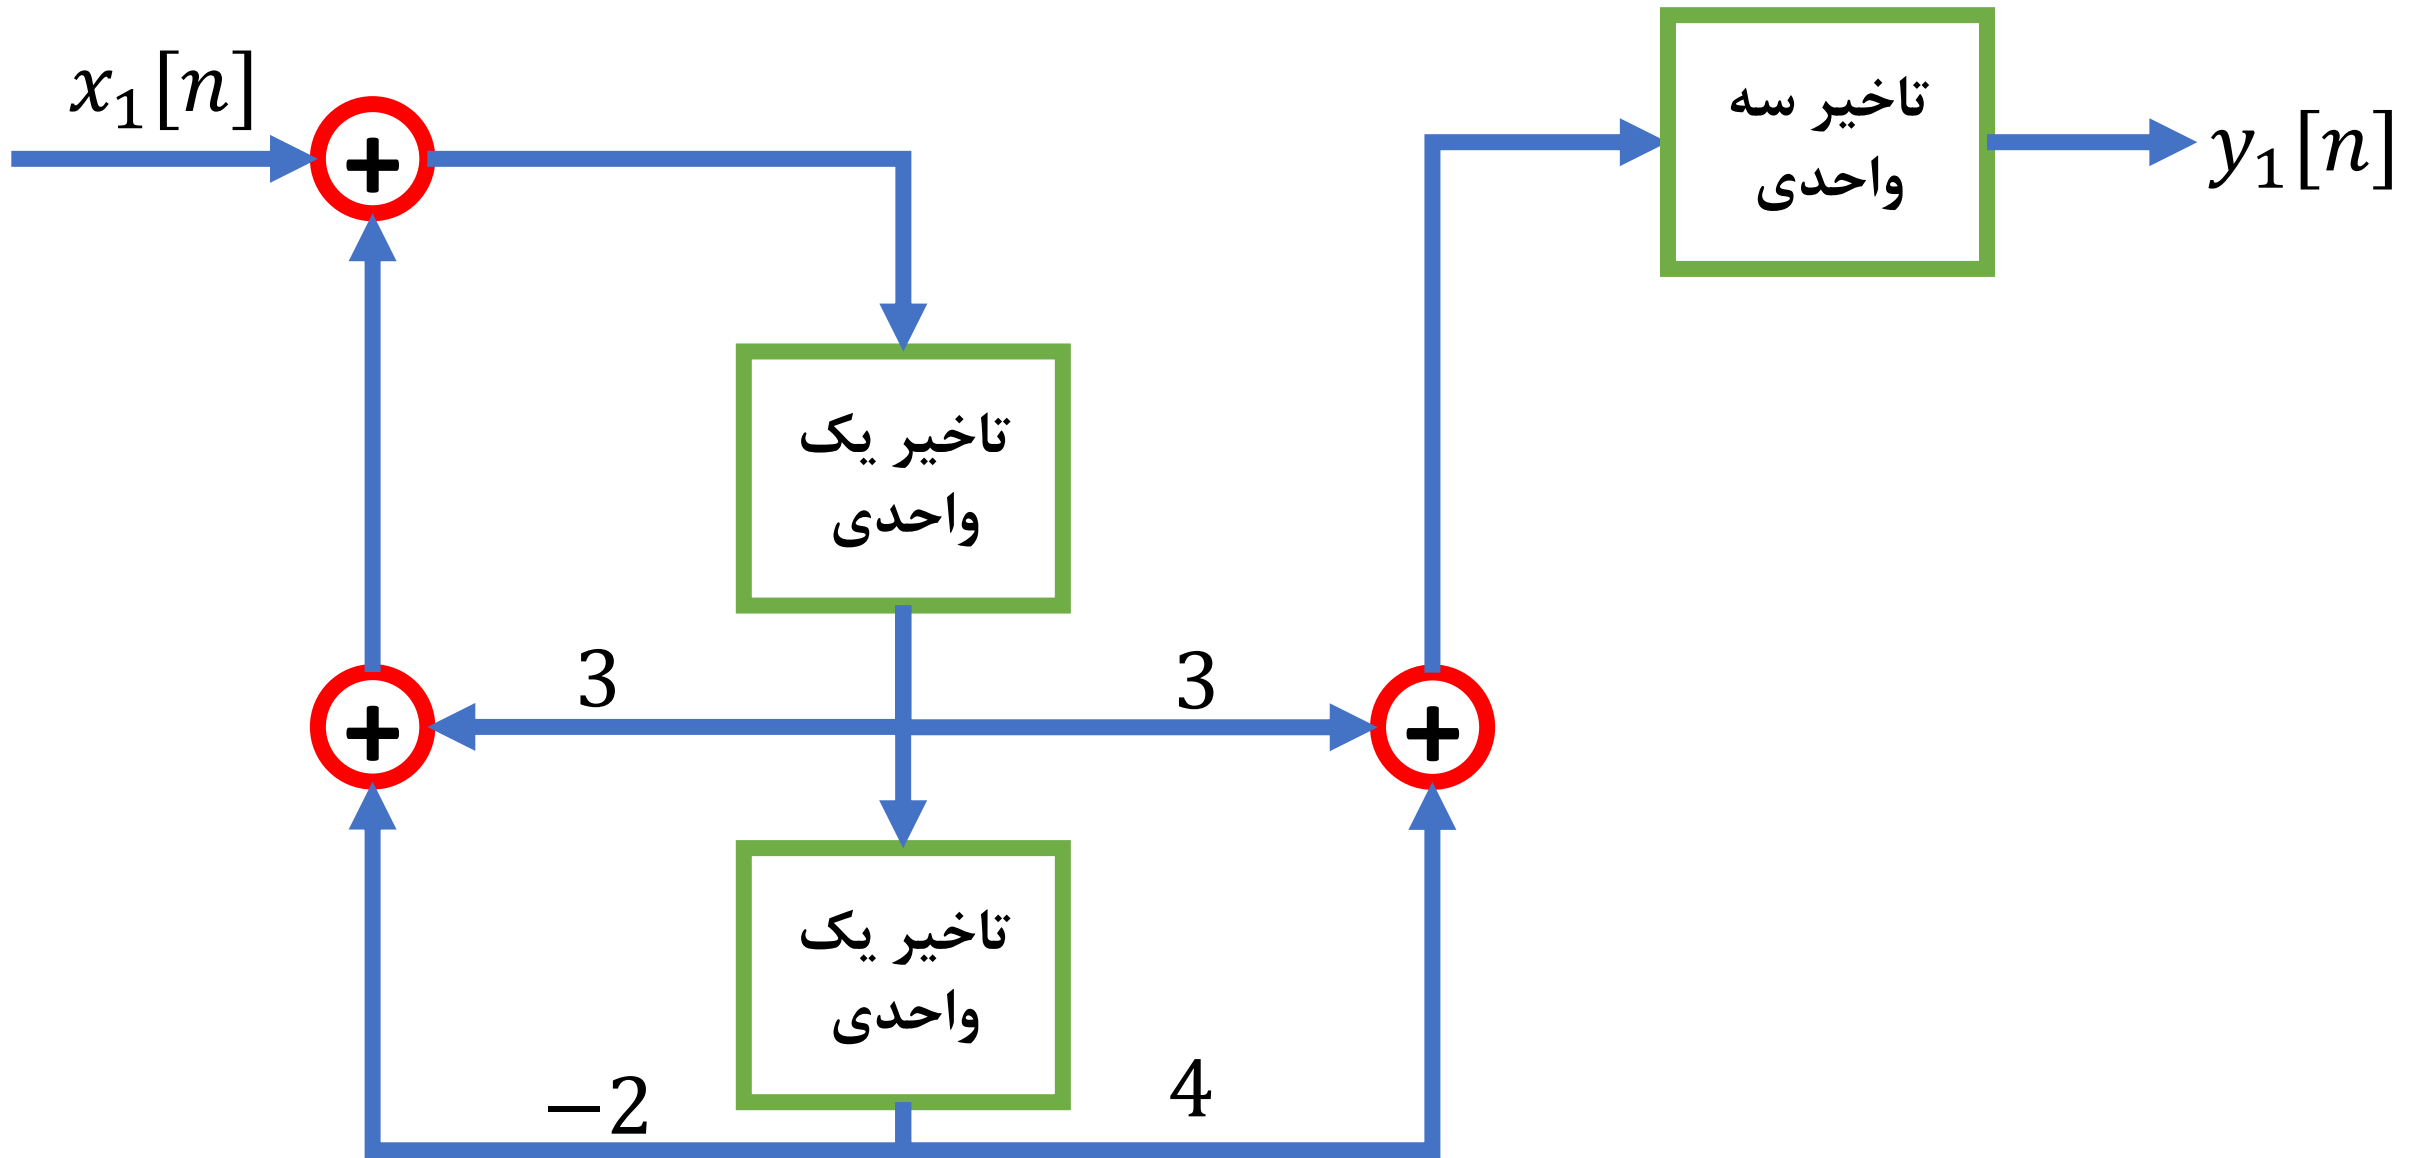 x₁[n]
+
تاخیر سه
واحدی
y₁[n]
تاخیر یک
واحدی
3
3
+
+
تاخیر یک
واحدی
−2
4